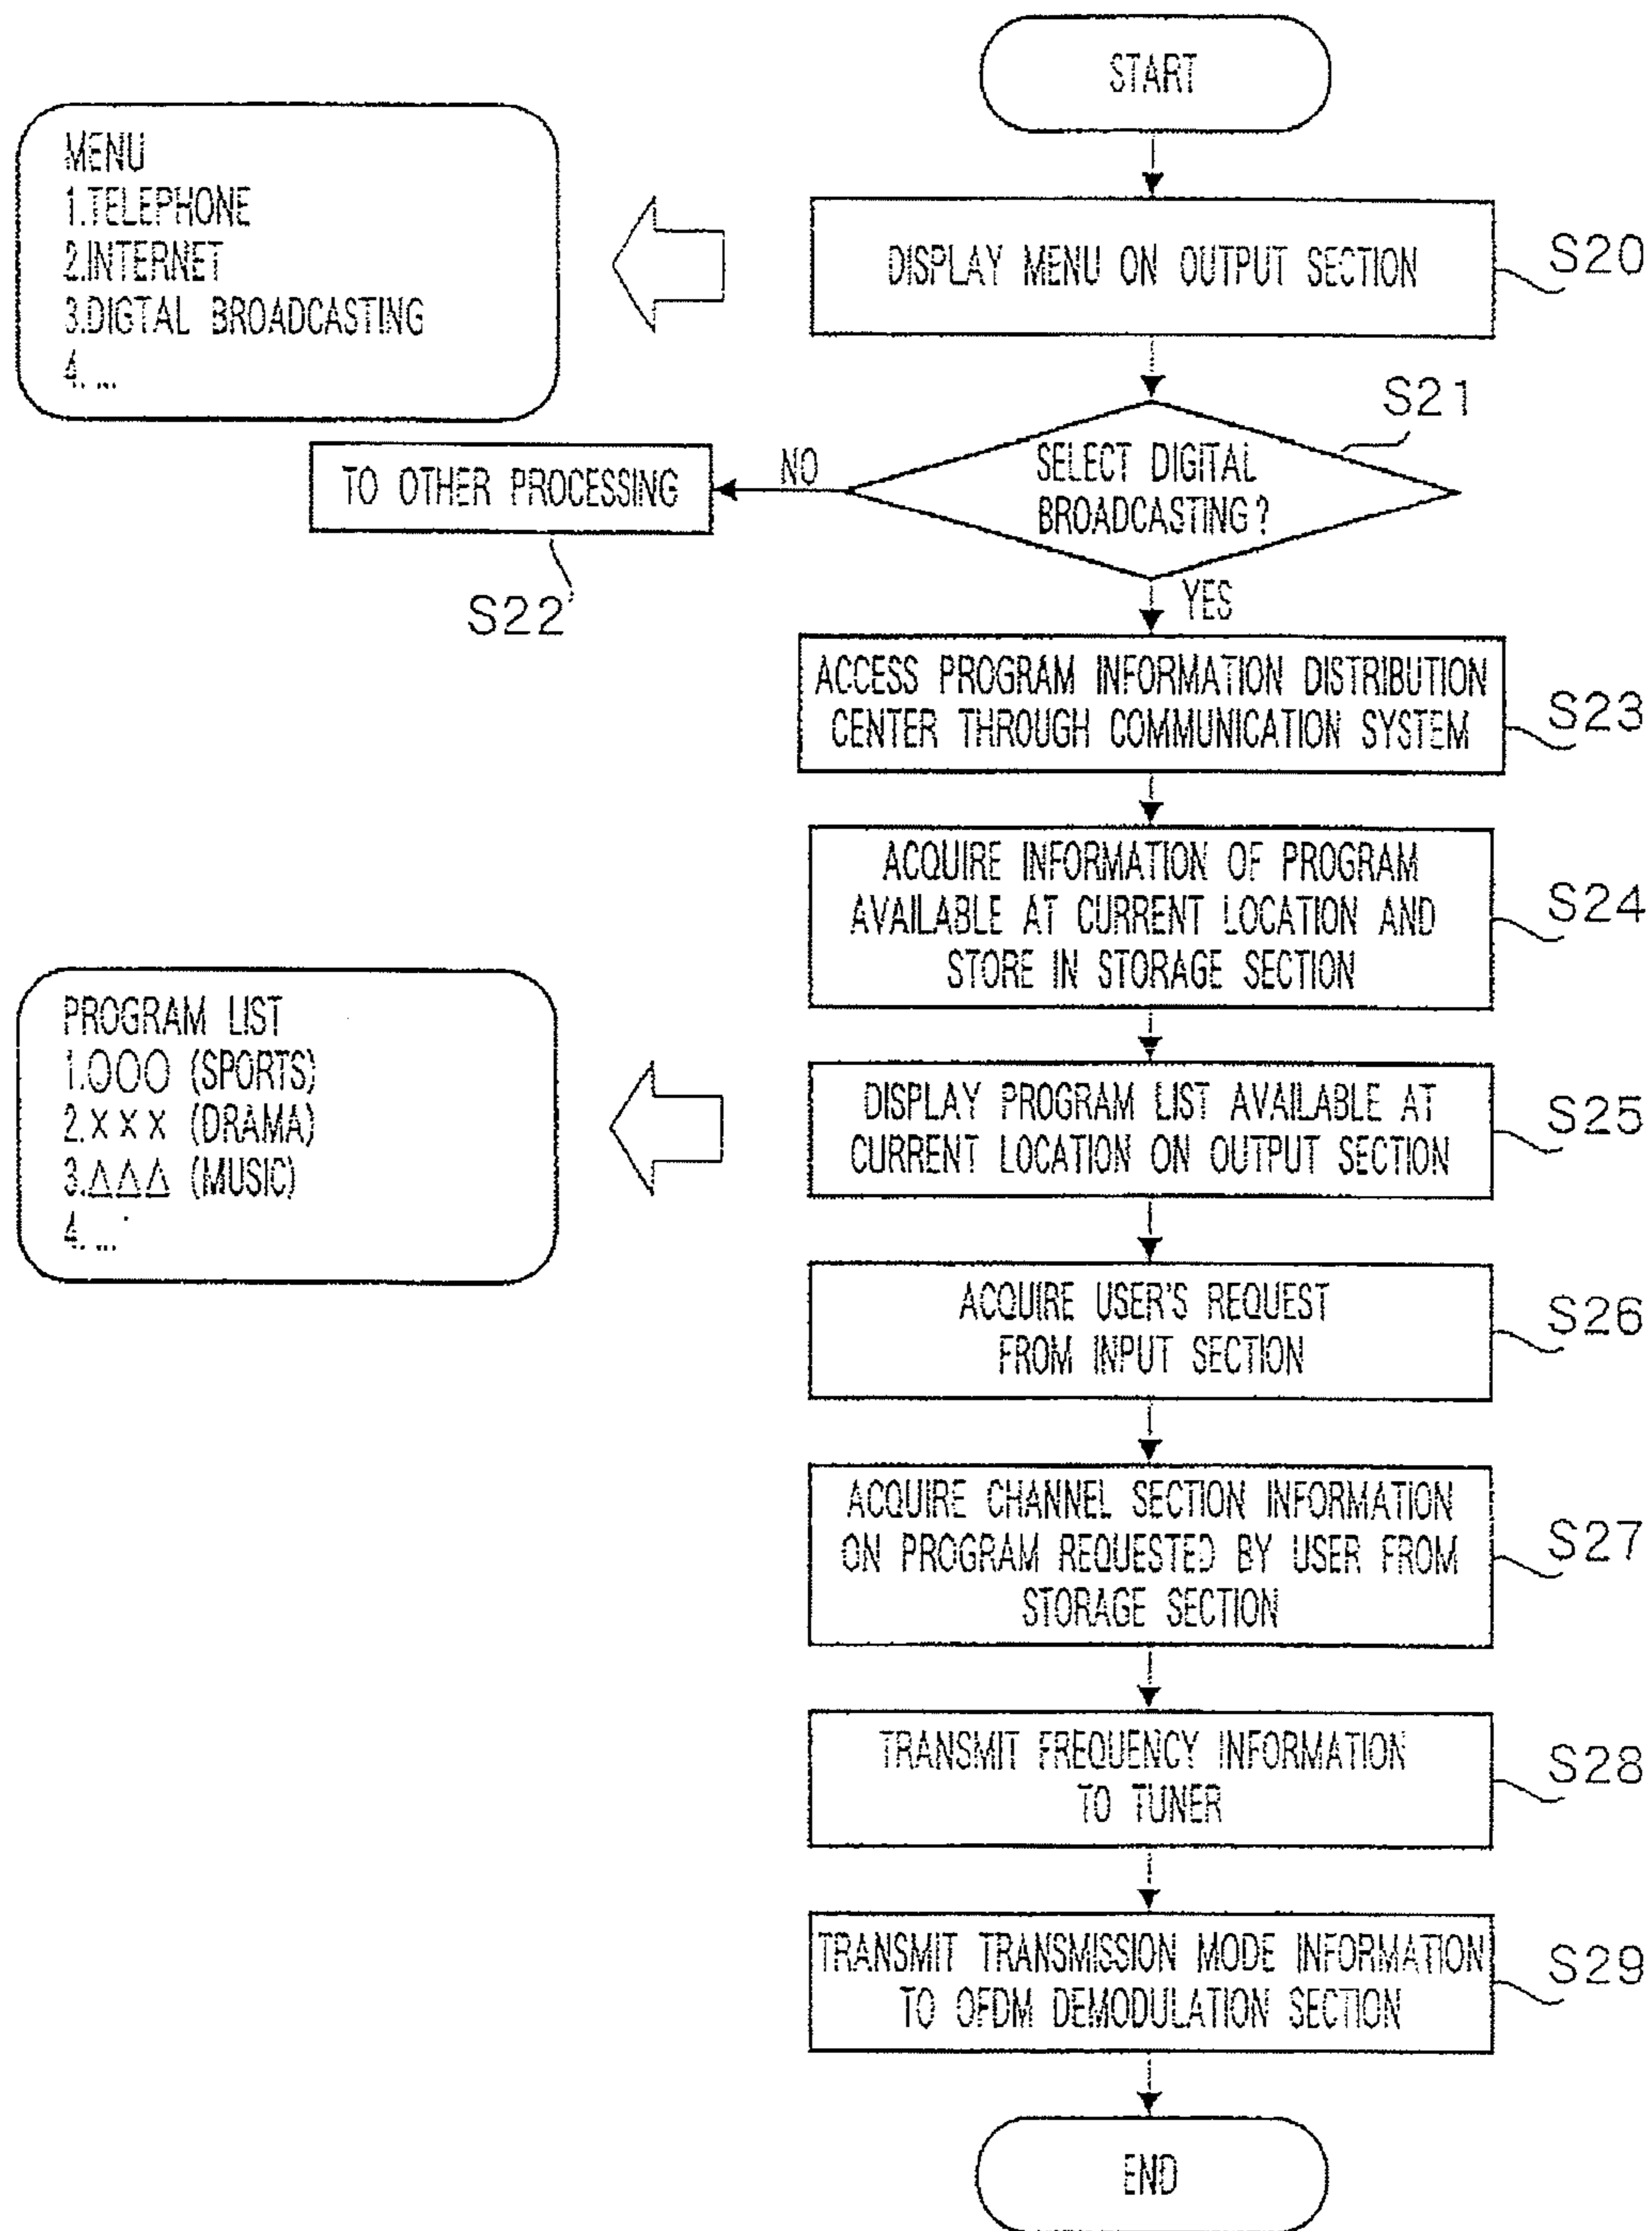 START
MENU
1.TELEPHONE
2.INTERNET
3.DIGTAL BROADCASTING
4. ...
DISPLAY MENU ON OUTPUT SECTION
S20
S21
SELECT DIGITAL
BROADCASTING?
NO
TO OTHER PROCESSING
S22
YES
ACCESS PROGRAM INFORMATION DISTRIBUTION
CENTER THROUGH COMMUNICATION SYSTEM
S23
ACQUIRE INFORMATION OF PROGRAM
AVAILABLE AT CURRENT LOCATION AND
STORE IN STORAGE SECTION
S24
PROGRAM LIST
1.○○○ (SPORTS)
2.××× (DRAMA)
3.△△△ (MUSIC)
4. ...
DISPLAY PROGRAM LIST AVAILABLE AT
CURRENT LOCATION ON OUTPUT SECTION
S25
ACQUIRE USER'S REQUEST
FROM INPUT SECTION
S26
ACQUIRE CHANNEL SECTION INFORMATION
ON PROGRAM REQUESTED BY USER FROM
STORAGE SECTION
S27
TRANSMIT FREQUENCY INFORMATION
TO TUNER
S28
TRANSMIT TRANSMISSION MODE INFORMATION
TO OFDM DEMODULATION SECTION
S29
END